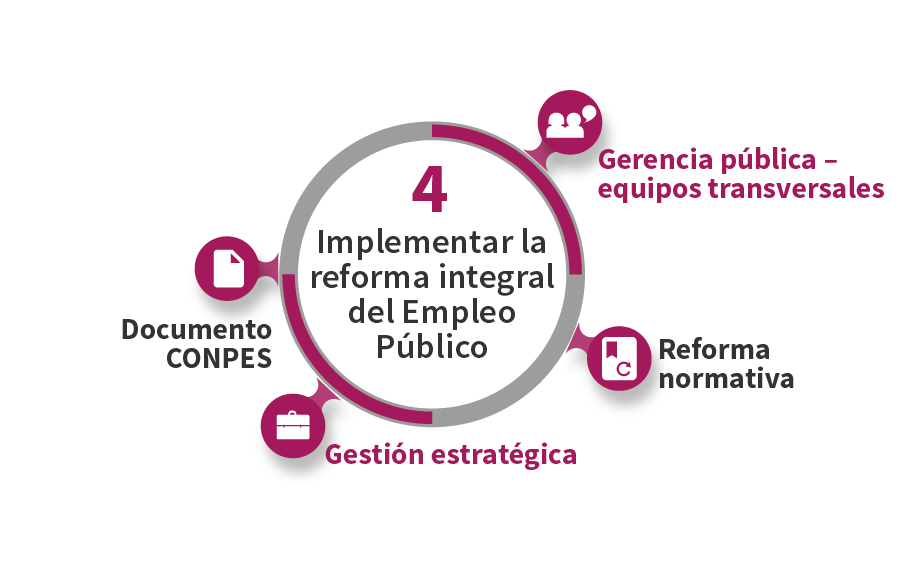 4
Implementar la
reforma integral
del Empleo
Público
Gerencia pública –
equipos transversales
Reforma
normativa
Gestión estratégica
Documento
CONPES